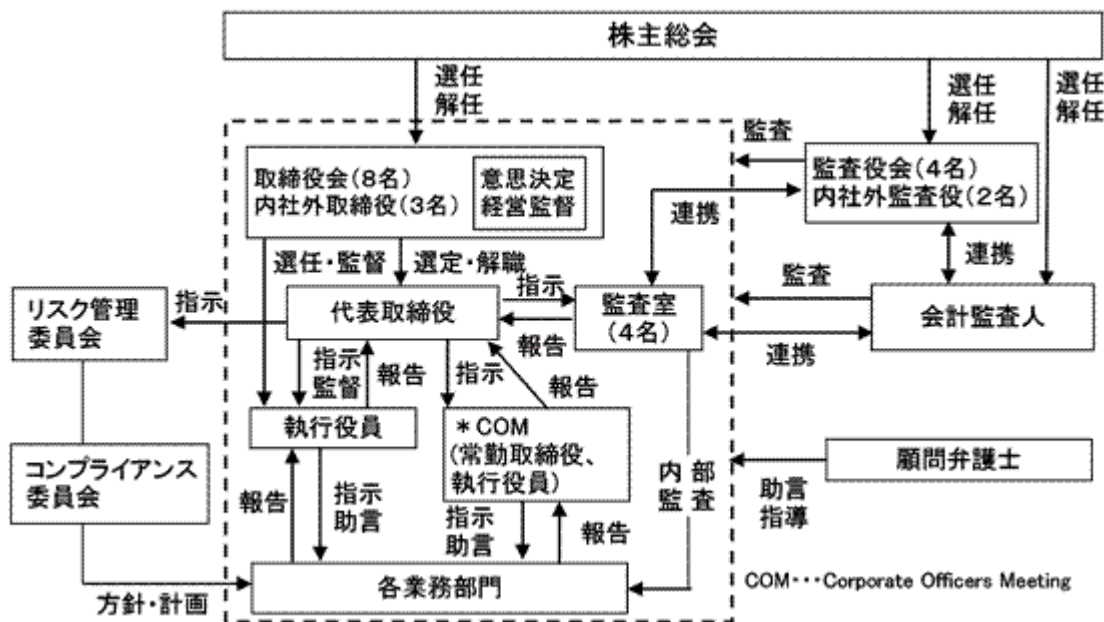 株主総会
選任
解任
選任
解任
選任
解任
監査
取締役会(8名)
内社外取締役(3名)
意思決定
経営監督
監査役会(4名)
内社外監査役(2名)
連携
選任・監督
選定・解職
連携
監査
リスク管理
委員会
指示
代表取締役
指示
報告
監査室
(4名)
会計監査人
連携
指示
監督
報告
指示
報告
執行役員
*COM
(常勤取締役、
執行役員)
コンプライアンス
委員会
内部
監査
顧問弁護士
報告
指示
助言
指示
助言
報告
助言
指導
各業務部門
方針・計画
COM・・・Corporate Officers Meeting